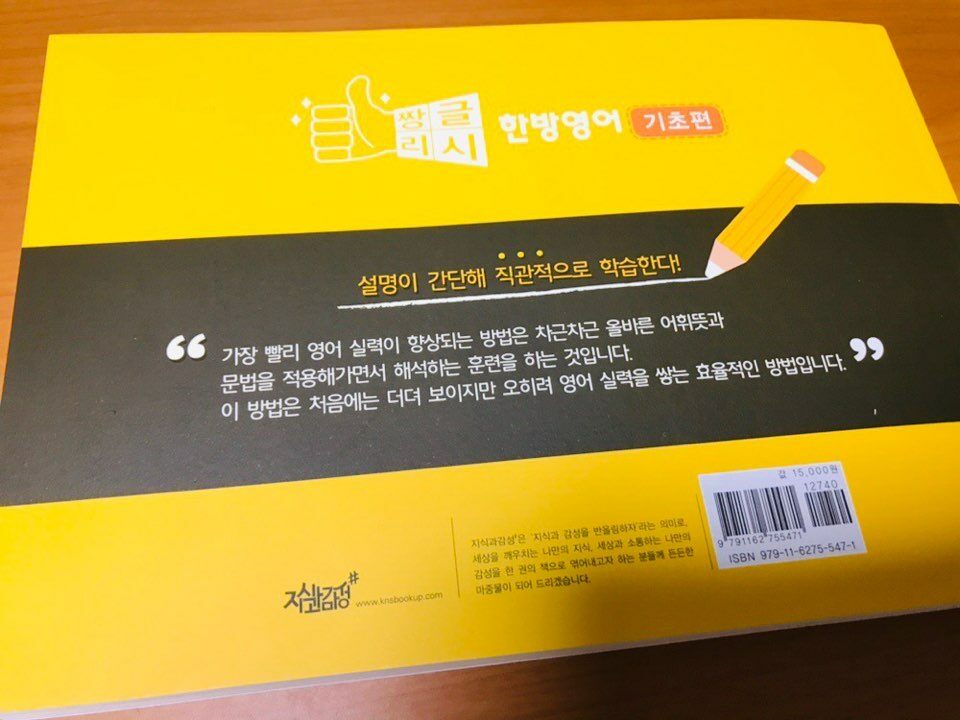 짱글리시 한방영어 기초편
설명이 간단해 직관적으로 학습한다!
“ 가장 빨리 영어 실력이 향상되는 방법은 차근차근 올바른 어휘뜻과
문법을 적용해가면서 해석하는 훈련을 하는 것입니다.
이 방법은 처음에는 더뎌 보이지만 오히려 영어 실력을 쌓는 효율적인 방법입니다. ”
값 15,000원
12740
9 791162 755471
ISBN 979-11-6275-547-1
지식과감성# www.knsbookup.com
지식과감성#은 '지식과 감성을 반올림하자'라는 의미로,
세상을 깨우치는 나만의 지식, 세상과 소통하는 나만의
감성을 한 권의 책으로 엮어내고자 하는 분들께 든든한
마중물이 되어 드리겠습니다.